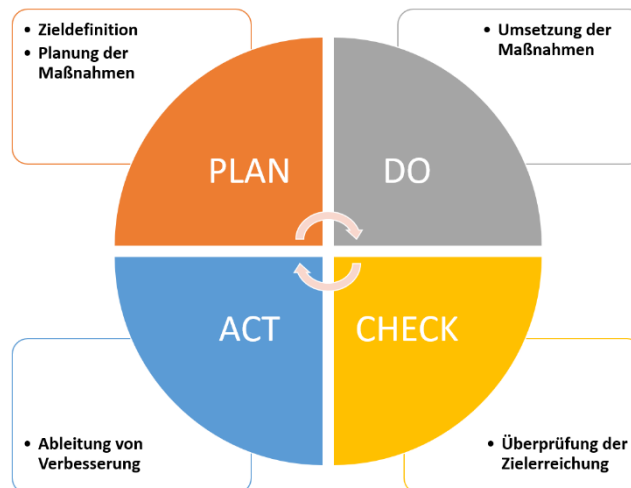 • Zieldefinition
• Planung der
Maßnahmen
• Umsetzung der
Maßnahmen
PLAN
DO
ACT
CHECK
• Ableitung von
Verbesserung
• Überprüfung der
Zielerreichung